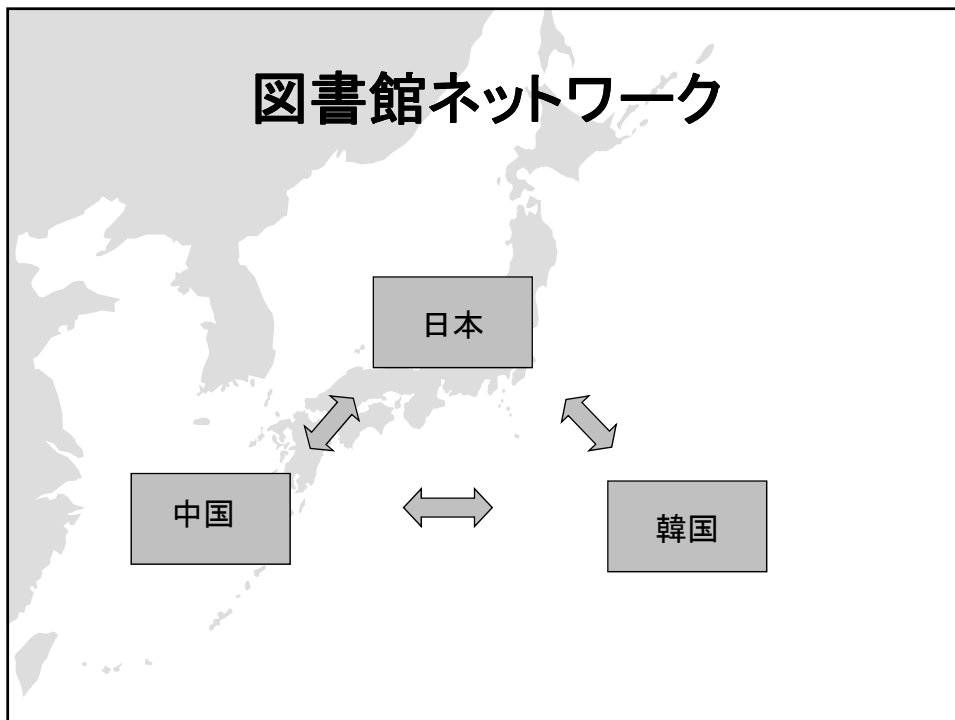 図書館ネットワーク
日本
中国
韓国